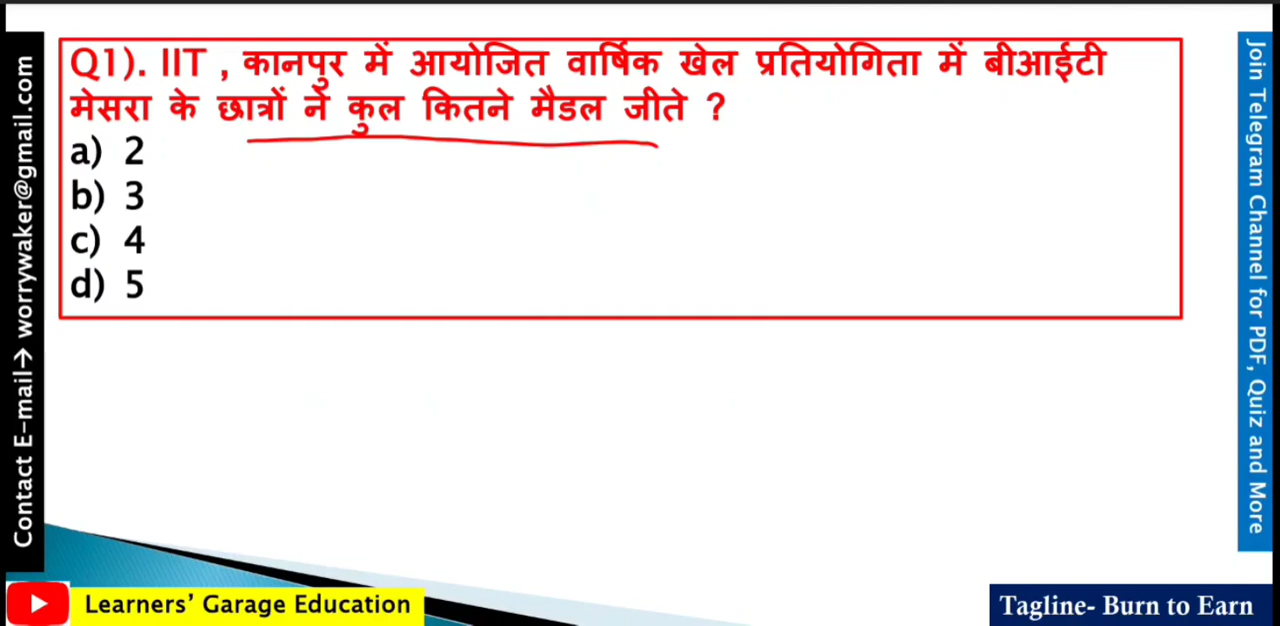 Q1). IIT , कानपुर में आयोजित वार्षिक खेल प्रतियोगिता में बीआईटी
मेसरा के छात्रों ने कुल कितने मैडल जीते ?
a) 2
b) 3
c) 4
d) 5
Contact E-mail→ worrywaker@gmail.com
Join Telegram Channel for PDF, Quiz and More
Learners’ Garage Education
Tagline- Burn to Earn